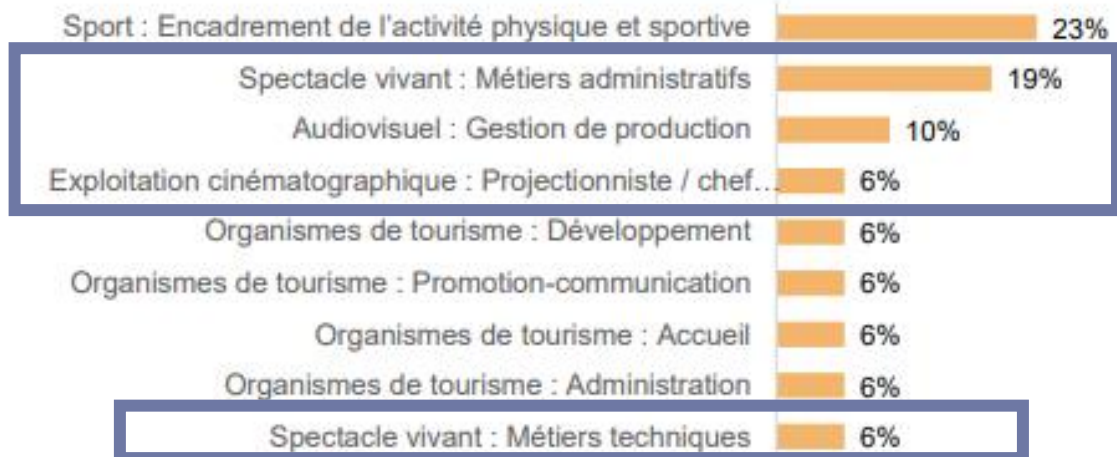 Sport : Encadrement de l'activité physique et sportive 23%
Spectacle vivant : Métiers administratifs 19%
Audiovisuel : Gestion de production 10%
Exploitation cinématographique : Projectionniste / chef... 6%
Organismes de tourisme : Développement 6%
Organismes de tourisme : Promotion-communication 6%
Organismes de tourisme : Accueil 6%
Organismes de tourisme : Administration 6%
Spectacle vivant : Métiers techniques 6%